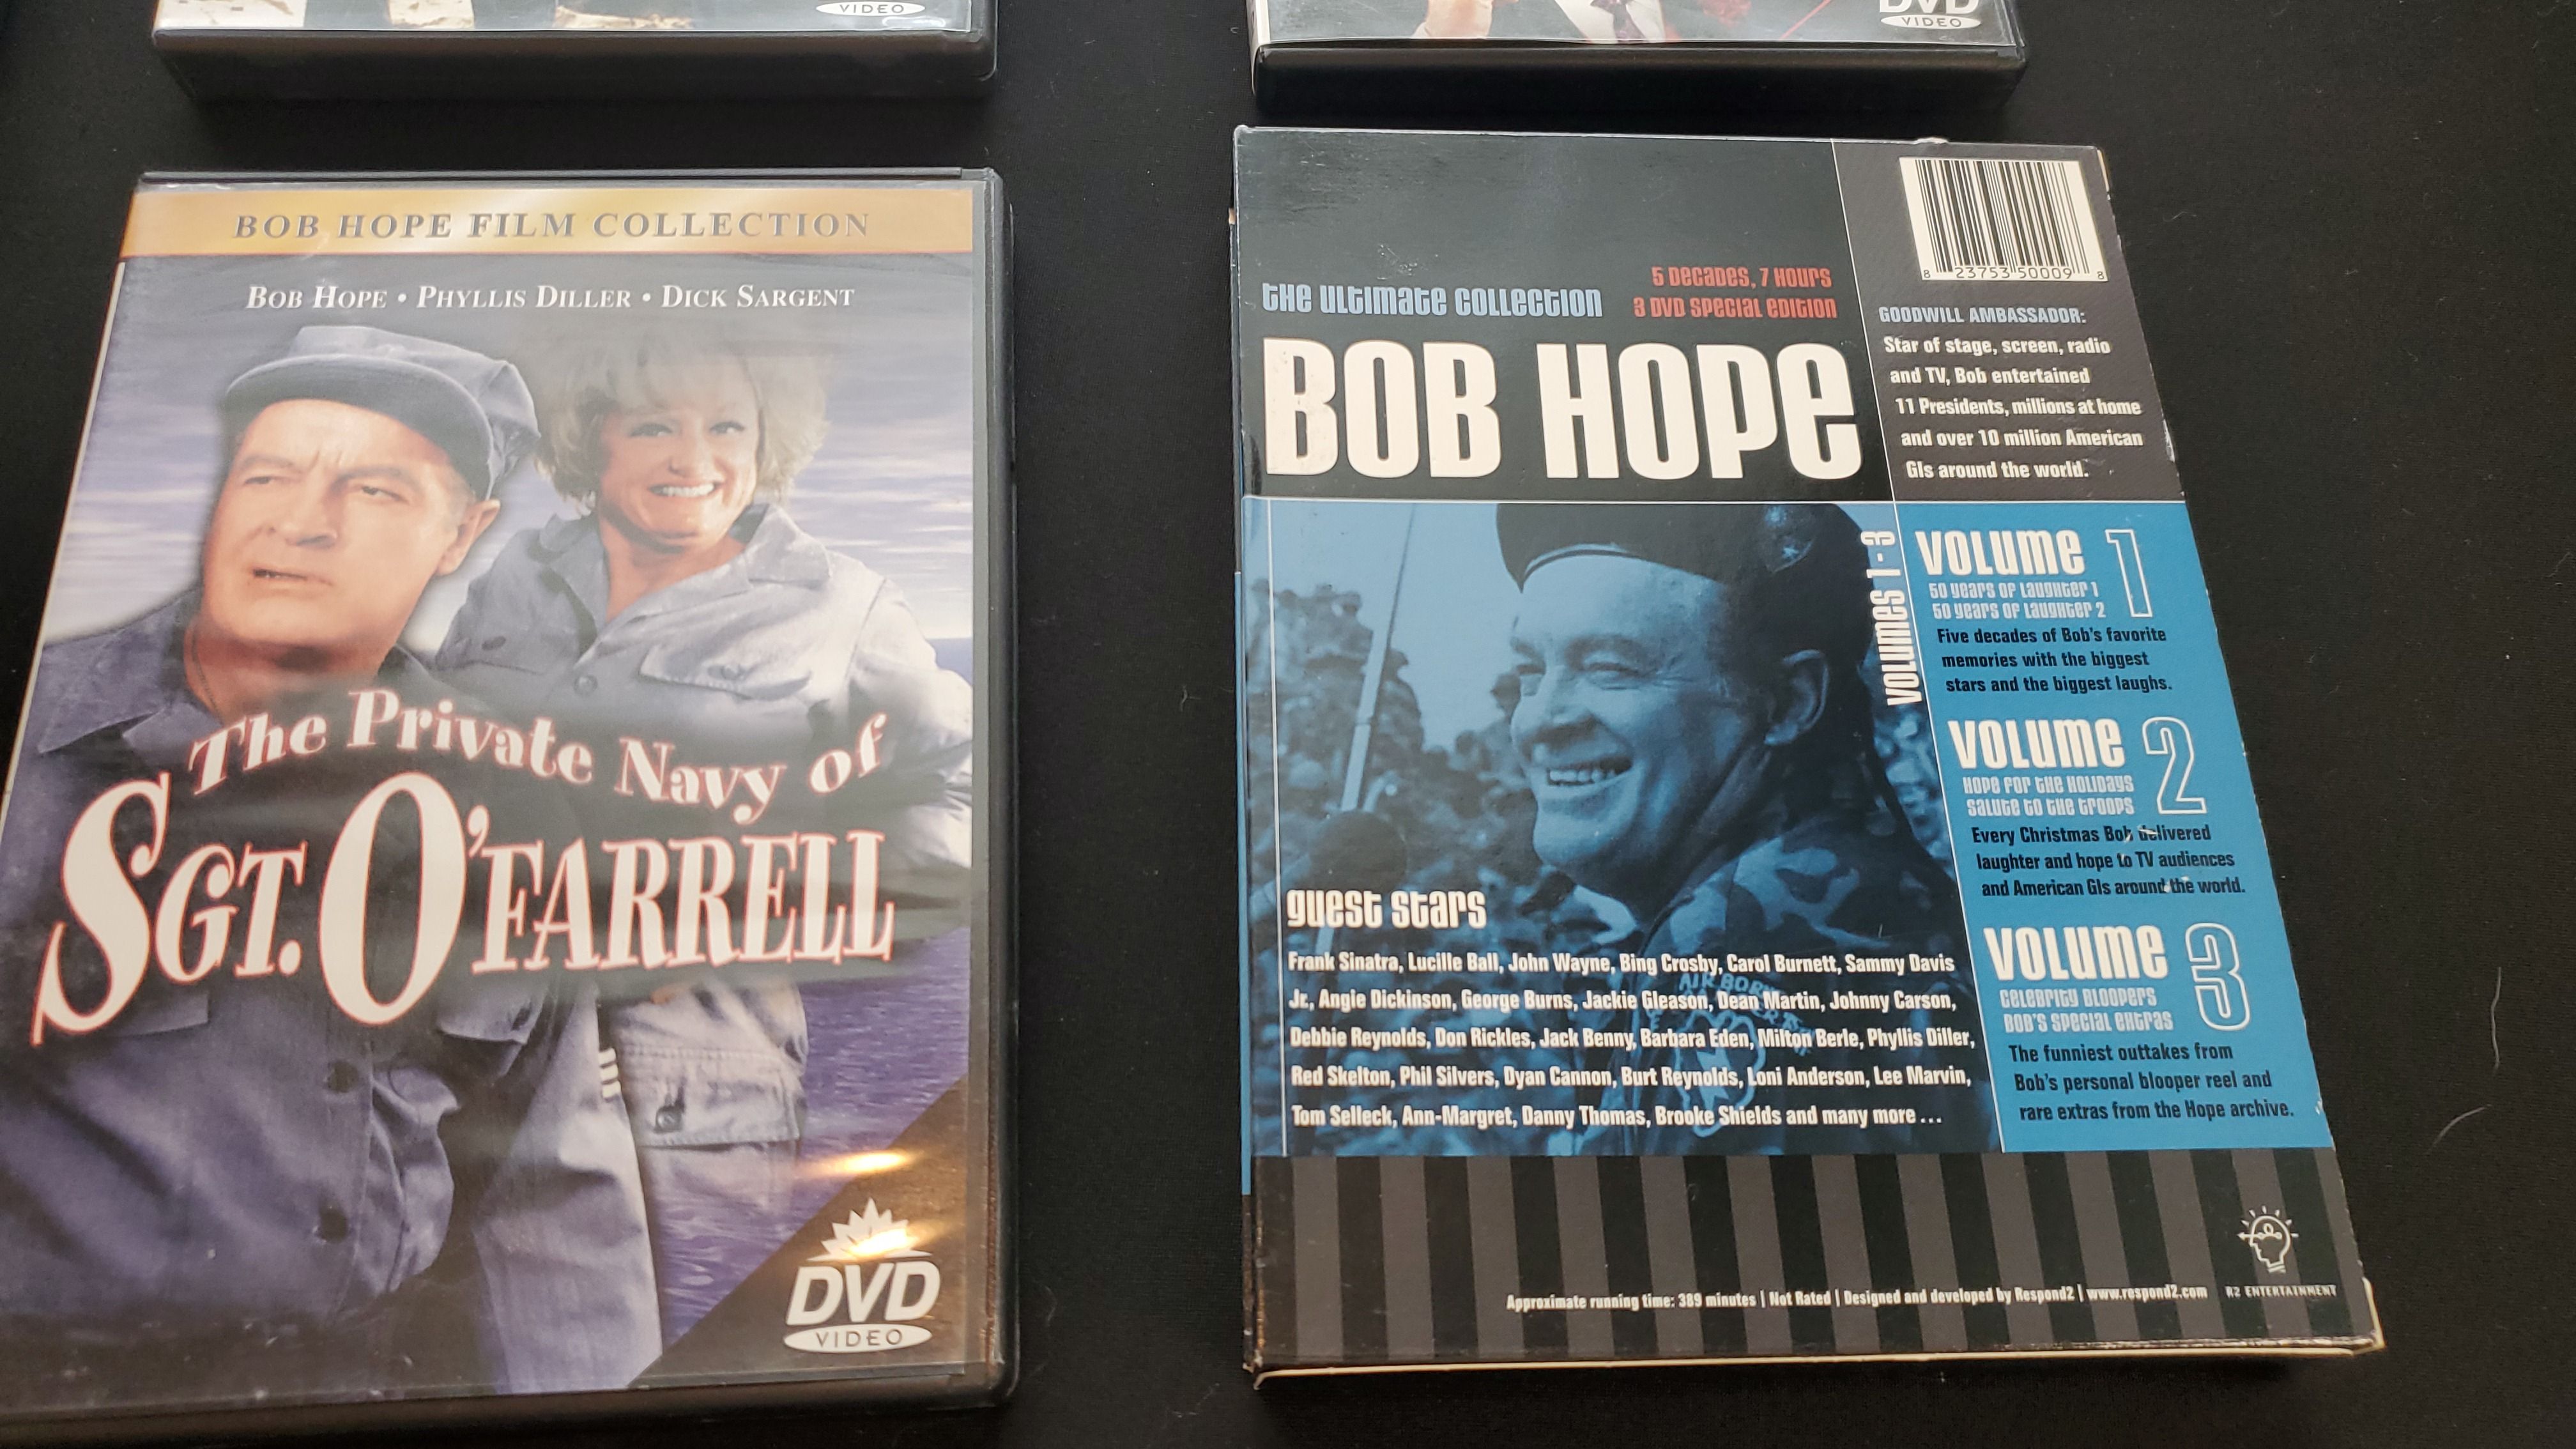 VIDEO
DVD
VIDEO
BOB HOPE FILM COLLECTION
BOB HOPE • PHYLLIS DILLER • DICK SARGENT
The Private Navy of
SGT. O'FARRELL
DVD
VIDEO
8 23753 50009 8
THE ULTIMATE COLLECTION
5 DECADES, 7 HOURS
3 DVD SPECIAL EDITION
BOB HOPE
GOODWILL AMBASSADOR:
Star of stage, screen, radio
and TV, Bob entertained
11 Presidents, millions at home
and over 10 million American
GIs around the world.
VOLUMES 1 - 3
VOLUME 1
50 YEARS OF LAUGHTER 1
50 YEARS OF LAUGHTER 2
Five decades of Bob's favorite
memories with the biggest
stars and the biggest laughs.
VOLUME 2
HOPE FOR THE HOLIDAYS
SALUTE TO THE TROOPS
Every Christmas Bob delivered
laughter and hope to TV audiences
and American GIs around the world.
VOLUME 3
CELEBRITY BLOOPERS
BOB'S SPECIAL EXTRAS
The funniest outtakes from
Bob's personal blooper reel and
rare extras from the Hope archive.
guest stars
Frank Sinatra, Lucille Ball, John Wayne, Bing Crosby, Carol Burnett, Sammy Davis
Jr., Angie Dickinson, George Burns, Jackie Gleason, Dean Martin, Johnny Carson,
Debbie Reynolds, Don Rickles, Jack Benny, Barbara Eden, Milton Berle, Phyllis Diller,
Red Skelton, Phil Silvers, Dyan Cannon, Burt Reynolds, Loni Anderson, Lee Marvin,
Tom Selleck, Ann-Margret, Danny Thomas, Brooke Shields and many more ...
Approximate running time: 389 minutes | Not Rated | Designed and developed by Respond2 | www.respond2.com
R2 ENTERTAINMENT